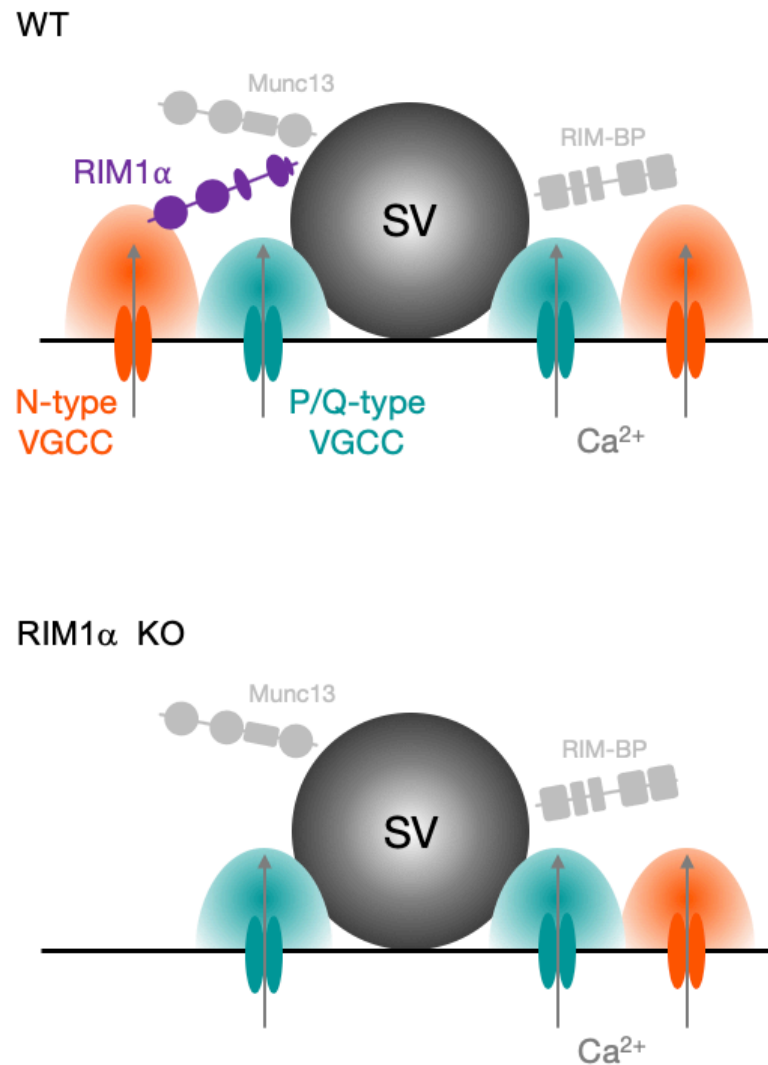 WT
Munc13
RIM1α
RIM-BP
SV
N-type
VGCC
P/Q-type
VGCC
Ca²⁺
RIM1α KO
Munc13
RIM-BP
SV
Ca²⁺